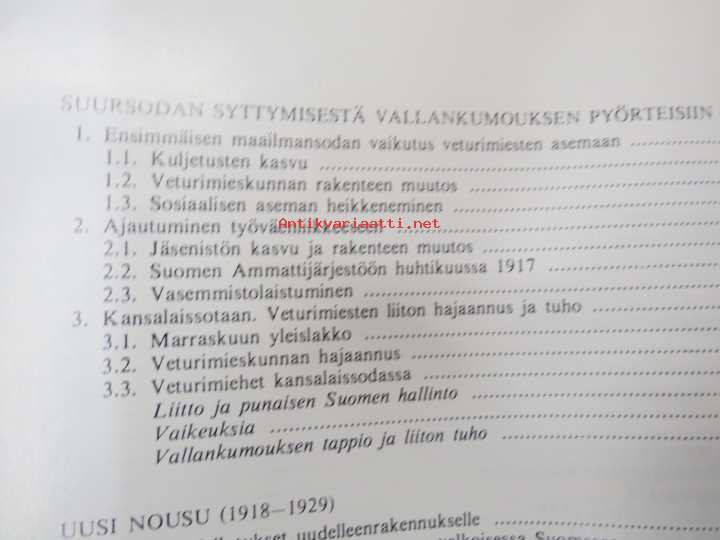 SUURSODAN SYTTYMISESTÄ VALLANKUMOUKSEN PYÖRTEISIIN
1. Ensimmäisen maailmansodan vaikutus veturimiesten asemaan
1.1. Kuljetusten kasvu
1.2. Veturimieskunnan rakenteen muutos
1.3. Sosiaalisen aseman heikkeneminen
2. Ajautuminen työväenliikkeeseen
Antikvariaatti.net
2.1. Jäsenistön kasvu ja rakenteen muutos
2.2. Suomen Ammattijärjestöön huhtikuussa 1917
2.3. Vasemmistolaistuminen
3. Kansalaissotaan. Veturimiesten liiton hajaannus ja tuho
3.1. Marraskuun yleislakko
3.2. Veturimieskunnan hajaannus
3.3. Veturimiehet kansalaissodassa
Liitto ja punaisen Suomen hallinto
Vaikeuksia
Vallankumouksen tappio ja liiton tuho
UUSI NOUSU (1918—1929)
uudelleenrakennukselle